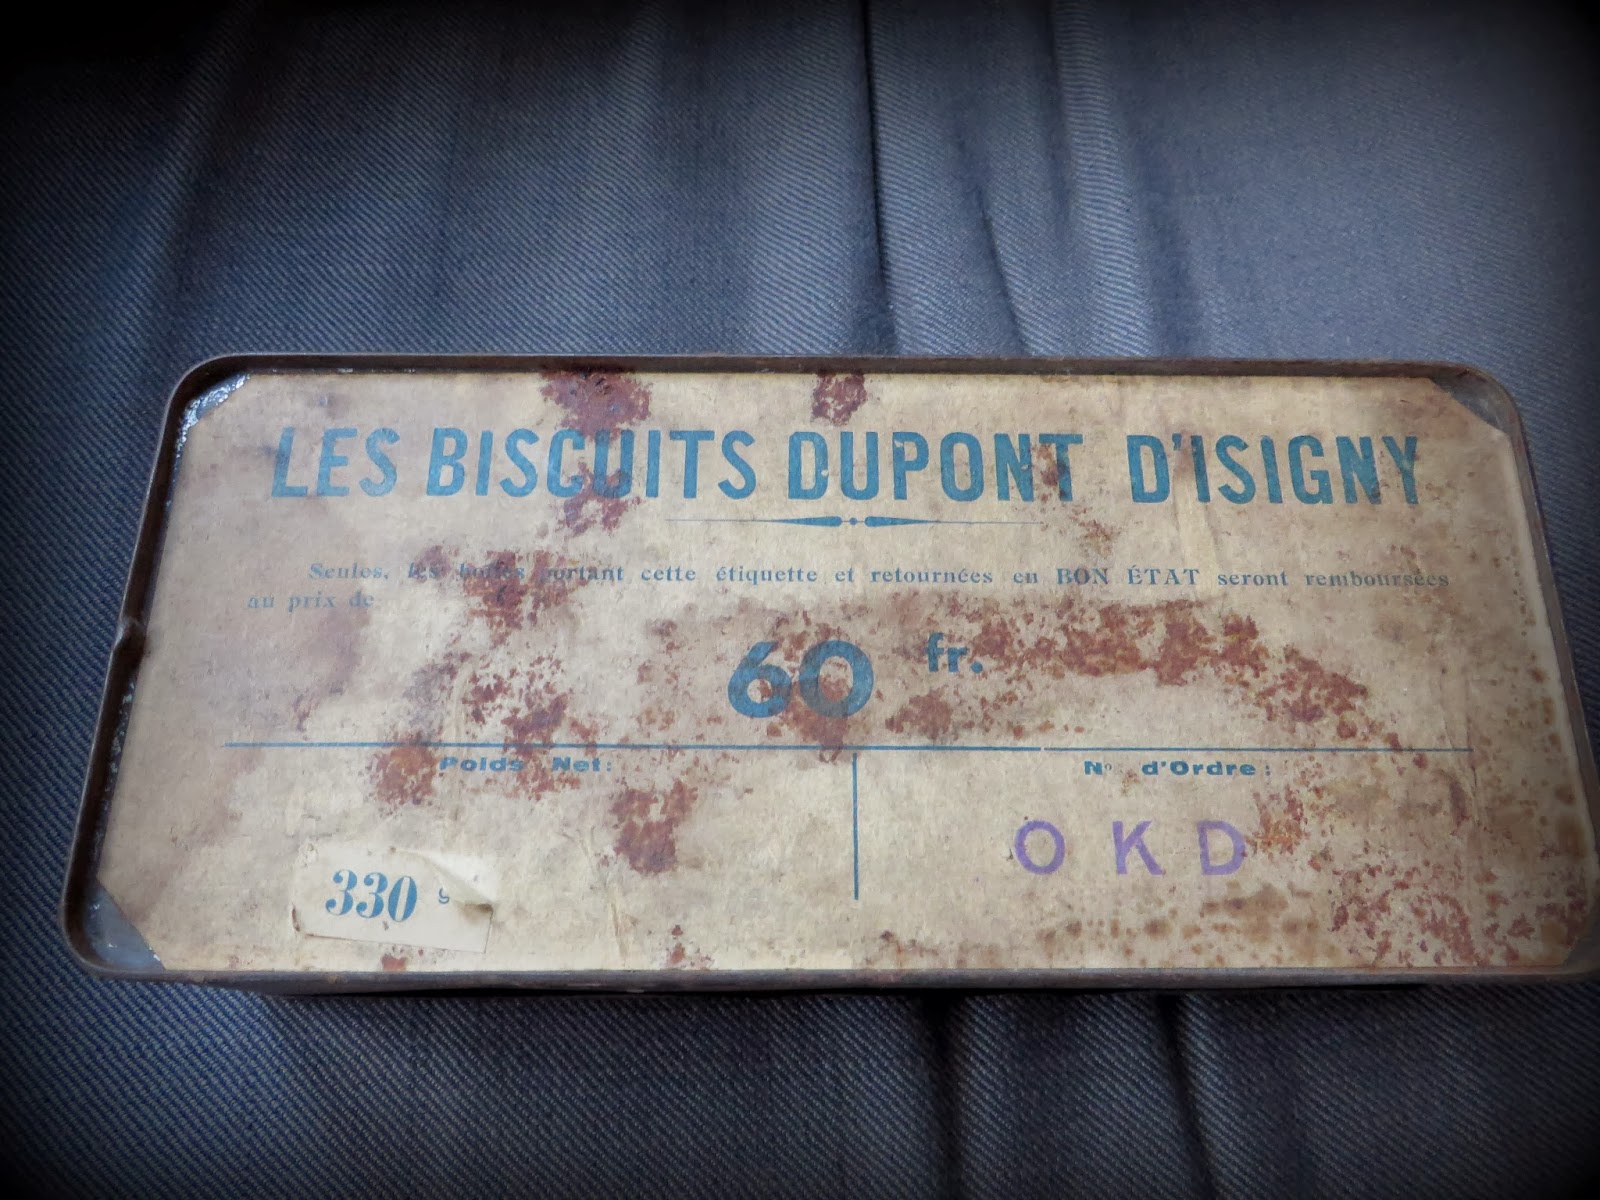 LES BISCUITS DUPONT D'ISIGNY
Seules, les boîtes portant cette étiquette et retournées en BON ÉTAT seront remboursées
au prix de
60 fr.
Poids Net: N° d'Ordre:
330 g O K D